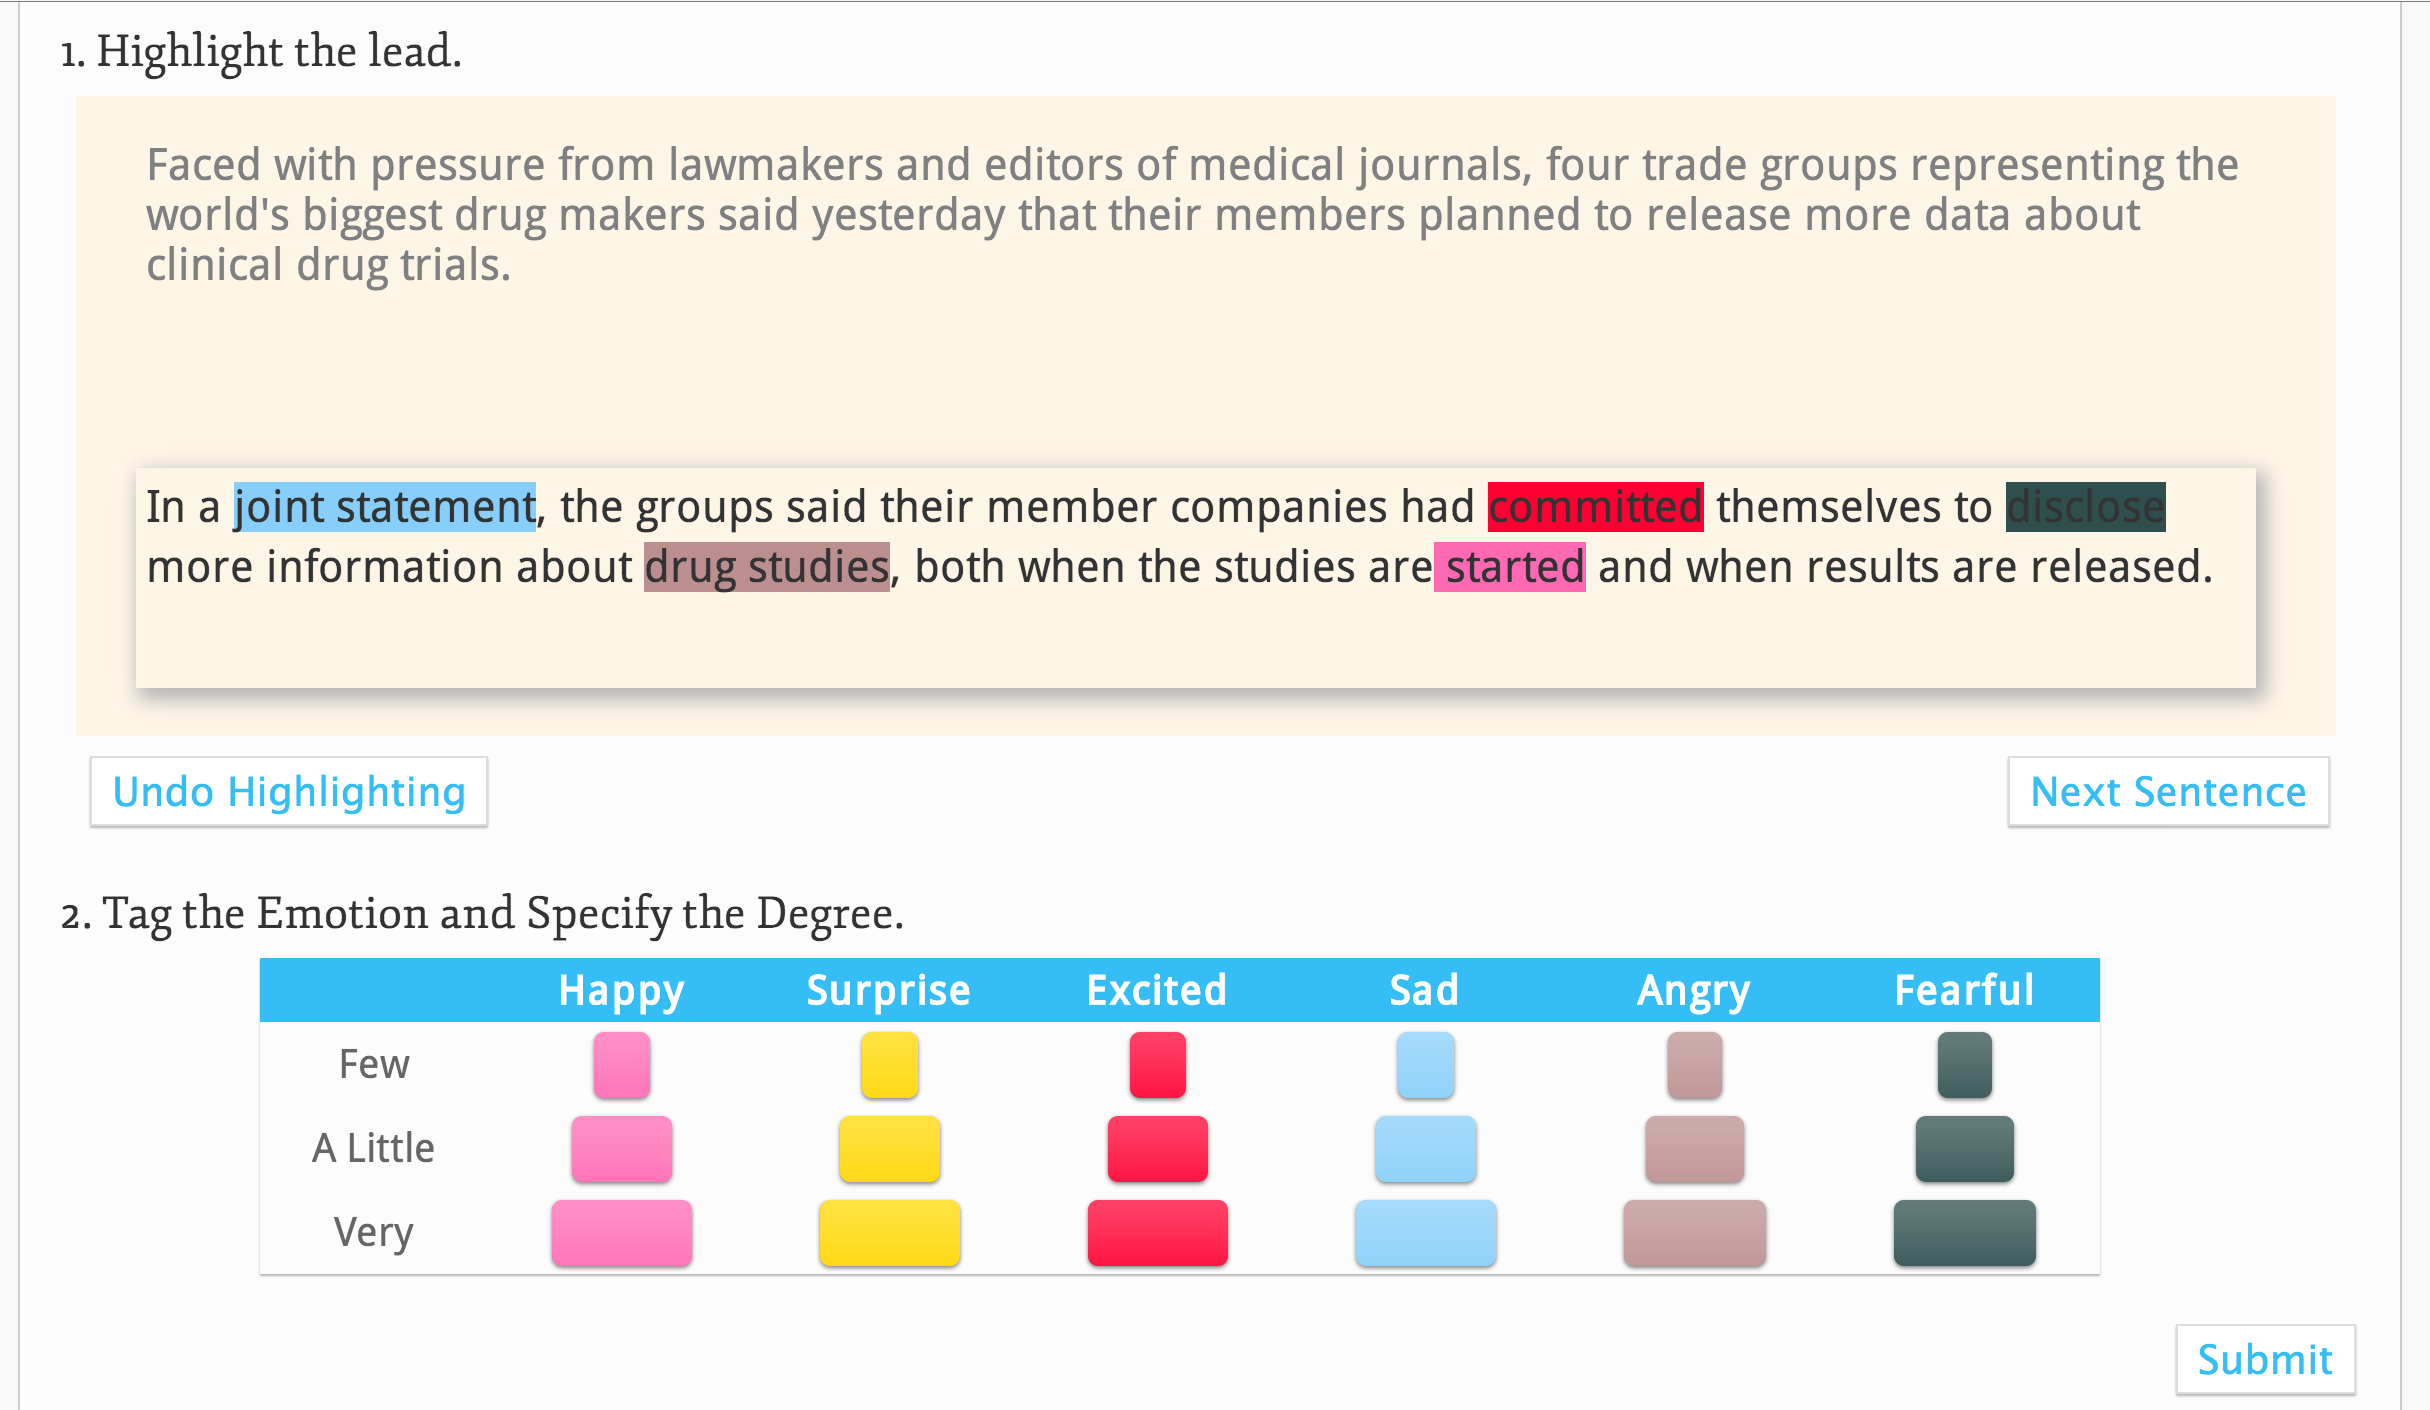 1. Highlight the lead.
Faced with pressure from lawmakers and editors of medical journals, four trade groups representing the
world's biggest drug makers said yesterday that their members planned to release more data about
clinical drug trials.
In a joint statement, the groups said their member companies had committed themselves to disclose
more information about drug studies, both when the studies are started and when results are released.
Undo Highlighting Next Sentence
2. Tag the Emotion and Specify the Degree.
Happy Surprise Excited Sad Angry Fearful
Few
A Little
Very
Submit